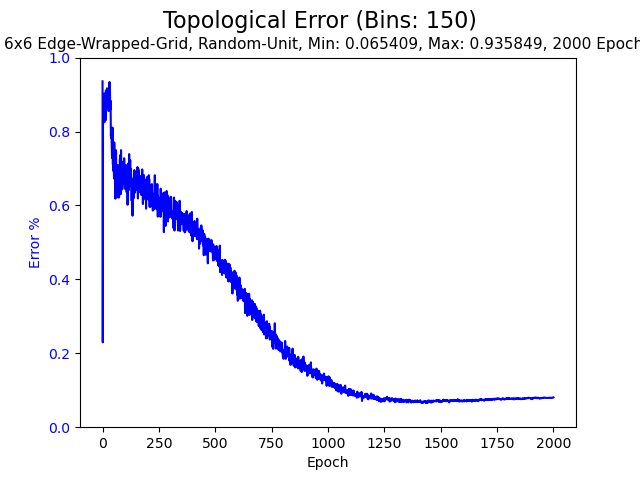 Topological Error (Bins: 150)
6x6 Edge-Wrapped-Grid, Random-Unit, Min: 0.065409, Max: 0.935849, 2000 Epoch
1.0
0.8
0.6
0.4
0.2
0.0
Error %
0 250 500 750 1000 1250 1500 1750 2000
Epoch